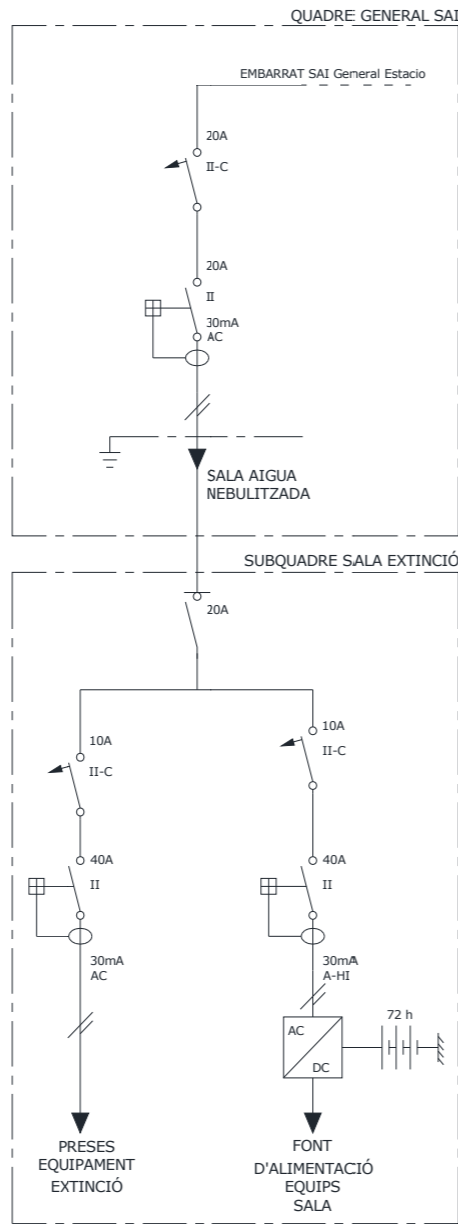 QUADRE GENERAL SAI
EMBARRAT SAI General Estacio
20A
II-C
20A
II
30mA
AC
SALA AIGUA
NEBULITZADA
SUBQUADRE SALA EXTINCIÓ
20A
10A
II-C
10A
II-C
40A
II
40A
II
30mA
AC
30mA
A-HI
AC
DC
72 h
PRESES
EQUIPAMENT
EXTINCIÓ
FONT
D'ALIMENTACIÓ
EQUIPS
SALA